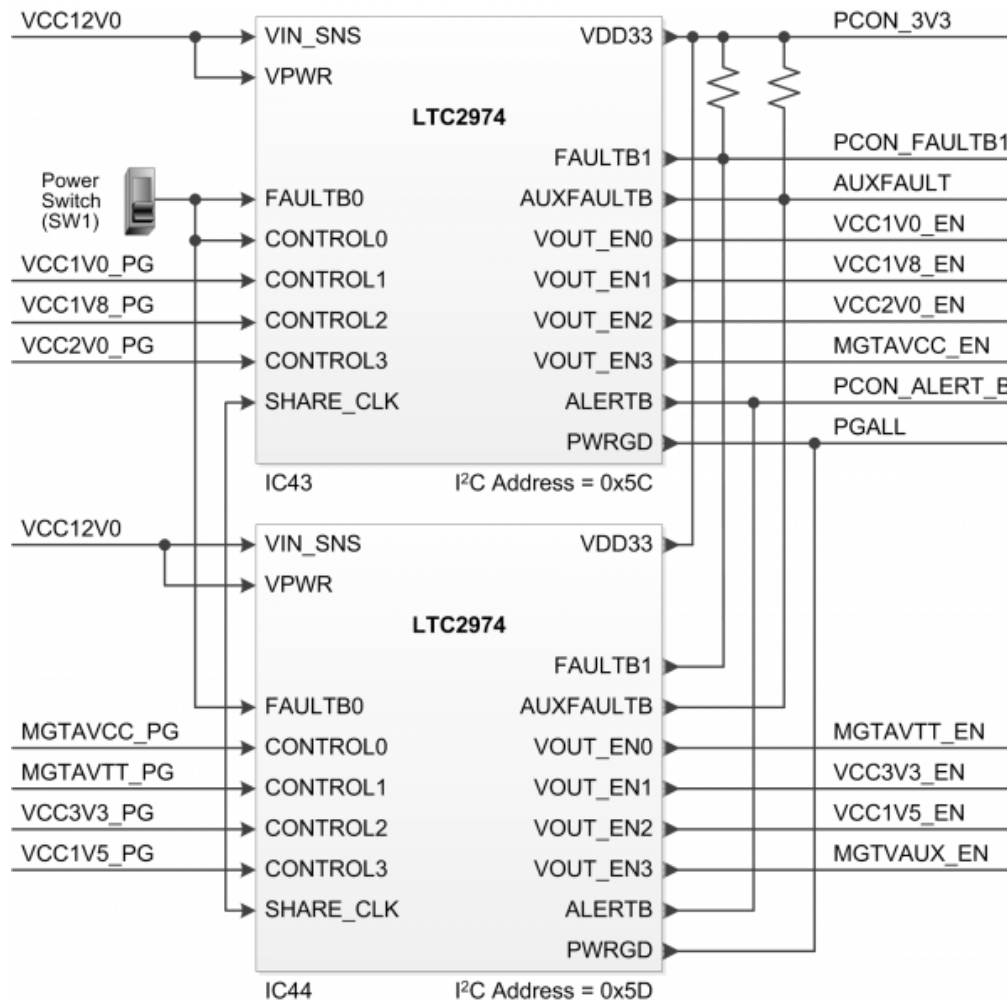 VCC12V0
VIN_SNS
VDD33
PCON_3V3
VPWR
LTC2974
FAULTB1
PCON_FAULTB1
Power
Switch
(SW1)
FAULTB0
AUXFAULTB
AUXFAULT
CONTROL0
VOUT_EN0
VCC1V0_EN
VCC1V0_PG
CONTROL1
VOUT_EN1
VCC1V8_EN
VCC1V8_PG
CONTROL2
VOUT_EN2
VCC2V0_EN
VCC2V0_PG
CONTROL3
VOUT_EN3
MGTAVCC_EN
SHARE_CLK
ALERTB
PCON_ALERT_B
PWRGD
PGALL
IC43
I²C Address = 0x5C
VCC12V0
VIN_SNS
VDD33
VPWR
LTC2974
FAULTB1
FAULTB0
AUXFAULTB
MGTAVCC_PG
CONTROL0
VOUT_EN0
MGTAVTT_EN
MGTAVTT_PG
CONTROL1
VOUT_EN1
VCC3V3_EN
VCC3V3_PG
CONTROL2
VOUT_EN2
VCC1V5_EN
VCC1V5_PG
CONTROL3
VOUT_EN3
MGTVAUX_EN
SHARE_CLK
ALERTB
PWRGD
IC44
I²C Address = 0x5D